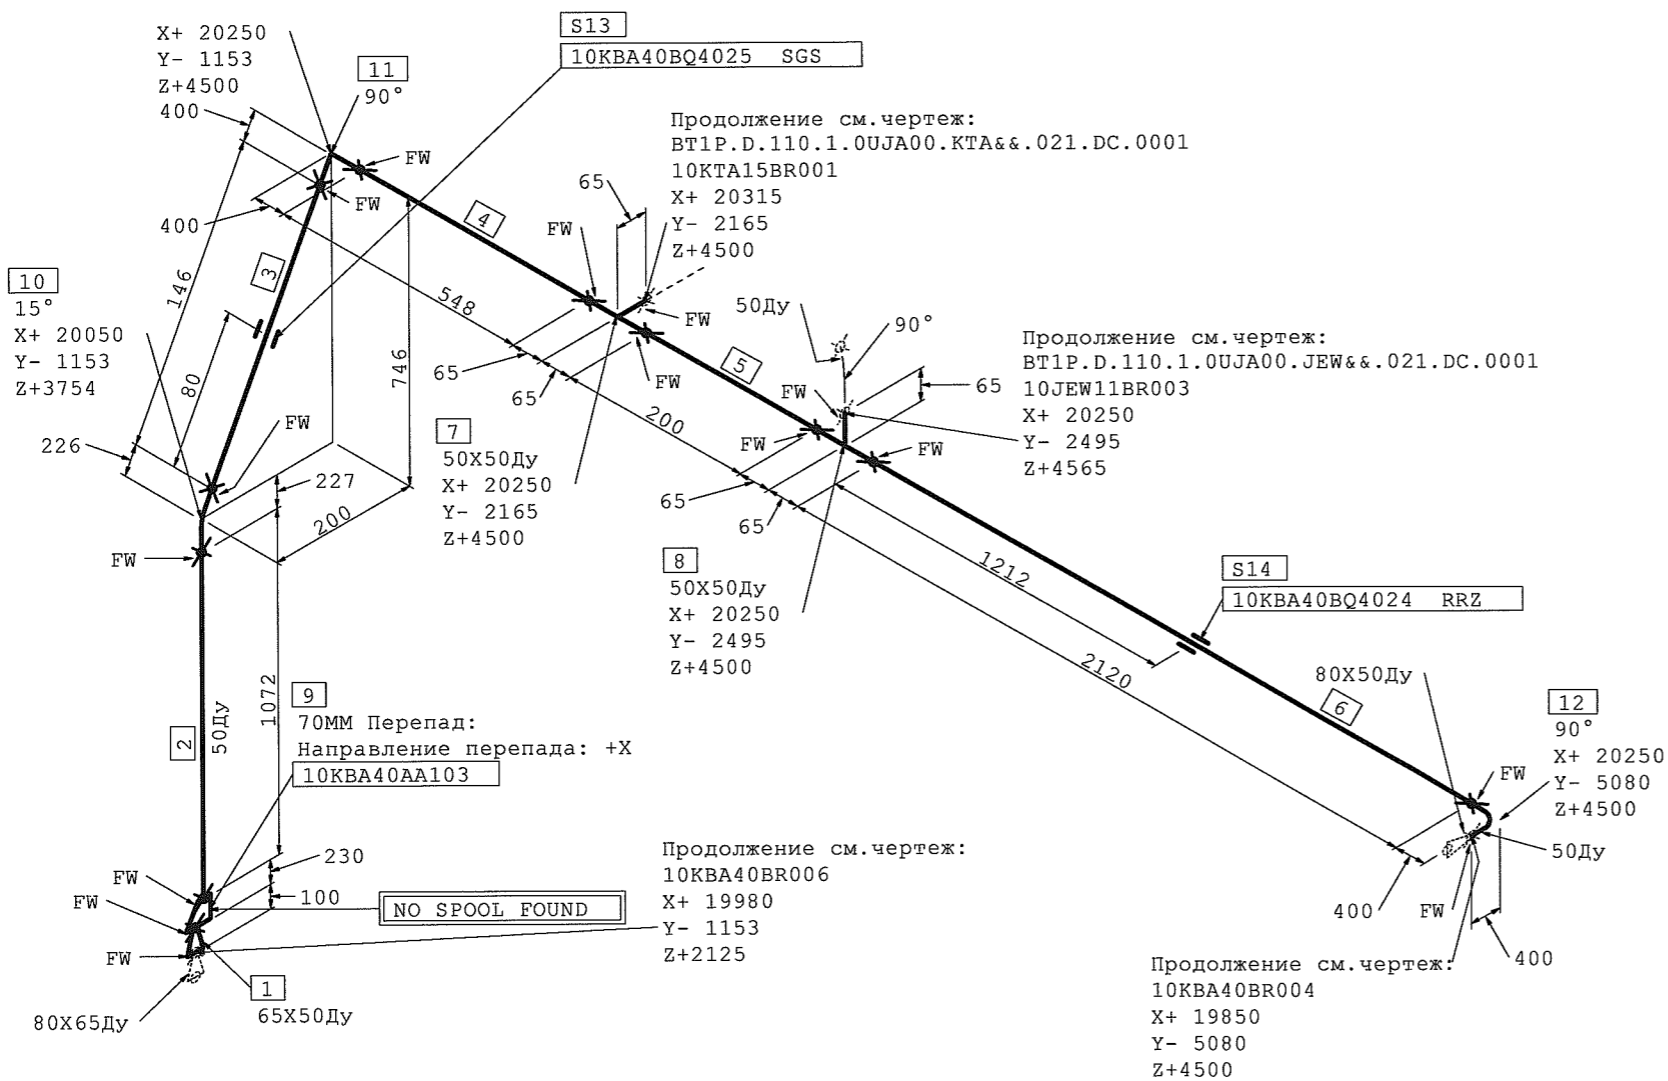 X+ 20250
Y- 1153
Z+4500
400
11
90°
S13
10KBA40BQ4025 SGS
FW
FW
400
Продолжение см.чертеж:
BT1P.D.110.1.0UJA00.KTA&&.021.DC.0001
10KTA15BR001
X+ 20315
Y- 2165
Z+4500
65
4
FW
3
146
10
15°
X+ 20050
Y- 1153
Z+3754
548
746
80
FW
FW
65
65
50Ду
90°
5
FW
65
Продолжение см.чертеж:
BT1P.D.110.1.0UJA00.JEW&&.021.DC.0001
10JEW11BR003
X+ 20250
Y- 2495
Z+4565
226
FW
227
200
7
50X50Ду
X+ 20250
Y- 2165
Z+4500
200
FW
FW
65
65
FW
8
50X50Ду
X+ 20250
Y- 2495
Z+4500
1212
2120
S14
10KBA40BQ4024 RRZ
80X50Ду
6
12
90°
X+ 20250
Y- 5080
Z+4500
FW
50Ду
400
FW
400
2
50Ду
1072
9
70ММ Перепад:
Направление перепада: +X
10KBA40AA103
230
100
FW
FW
FW
NO SPOOL FOUND
Продолжение см.чертеж:
10KBA40BR006
X+ 19980
Y- 1153
Z+2125
1
65X50Ду
80X65Ду
Продолжение см.чертеж:
10KBA40BR004
X+ 19850
Y- 5080
Z+4500